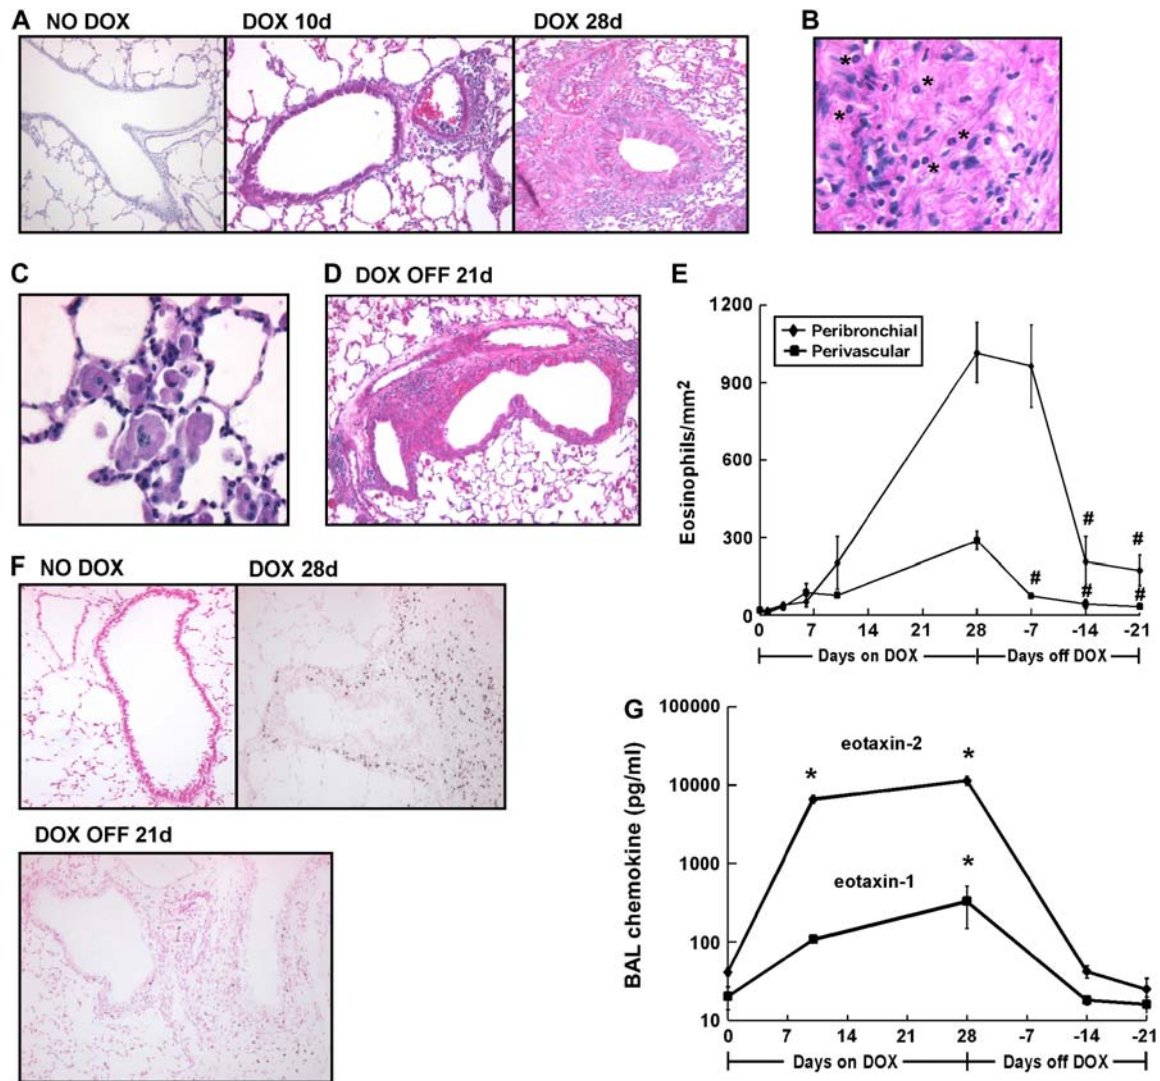 A NO DOX DOX 10d DOX 28d B
* * * * *
C D DOX OFF 21d E
1200
900
600
300
0
Eosinophils/mm2
Peribronchial
Perivascular
# # # # #
0 7 14 21 28 -7 -14 -21
Days on DOX Days off DOX
F NO DOX DOX 28d
DOX OFF 21d
G
100000
10000
1000
100
10
BAL chemokine (pg/ml)
eotaxin-2
* *
eotaxin-1
*
0 7 14 21 28 -7 -14 -21
Days on DOX Days off DOX